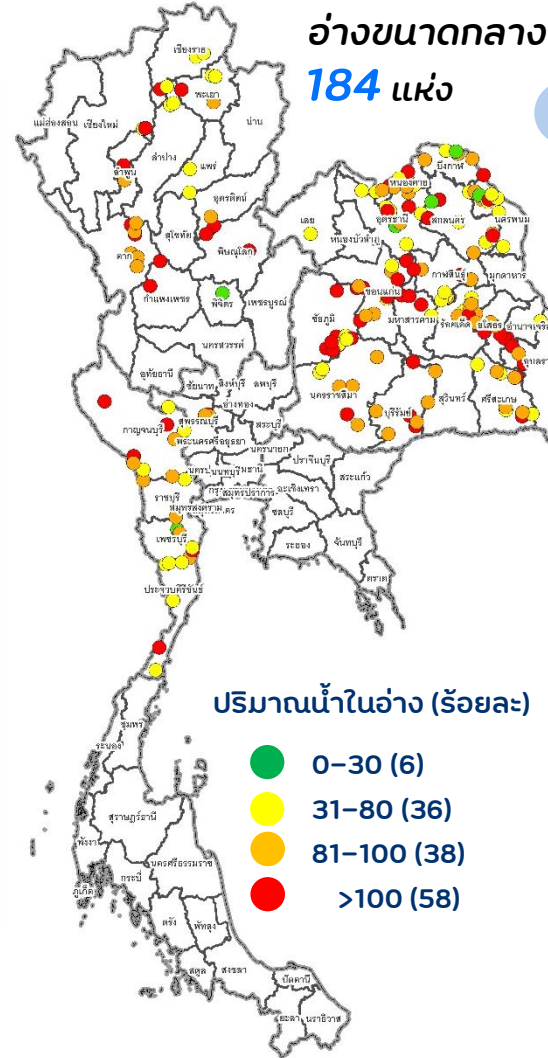 อ่างขนาดกลาง
184 แห่ง
เชียงราย
พะเยา
แม่ฮ่องสอน
เชียงใหม่
น่าน
ลำปาง
แพร่
ลำพูน
อุตรดิตถ์
บึงกาฬ
หนองคาย
เลย
อุดรธานี
สกลนคร
นครพนม
หนองบัวลำภู
สุโขทัย
ตาก
พิษณุโลก
กำแพงเพชร
พิจิตร
เพชรบูรณ์
ขอนแก่น
กาฬสินธุ์
มุกดาหาร
ชัยภูมิ
มหาสารคาม
ร้อยเอ็ด
ยโสธร
อำนาจเจริ
อุบลรา
นครสวรรค์
อุทัยธานี
ชัยนาท
สิงห์บุรี
ลพบุรี
นครราชสีมา
บุรีรัมย์
สุรินทร์
ศรีสะเกษ
อ่างทอง
สระบุรี
กาญจนบุรี
สุพรรณบุรี
พระนครศรีอยุธยา
นครนายก
ปราจีนบุรี
สระแก้ว
ราชบุรี
ฉะเชิงเทรา
สมุทรปราการ
สมุทรสงคราม
ชลบุรี
เพชรบุรี
ระยอง
จันทบุรี
ตราด
ประจวบคีรีขันธ์
ปริมาณน้ำในอ่าง (ร้อยละ)
0–30 (6)
31–80 (36)
81–100 (38)
>100 (58)
ชุมพร
ระนอง
สุราษฎร์ธานี
พังงา
นครศรีธรรมราช
กระบี่
ภูเก็ต
ตรัง
พัทลุง
สตูล
สงขลา
ปัตตานี
ยะลา
นราธิวาส